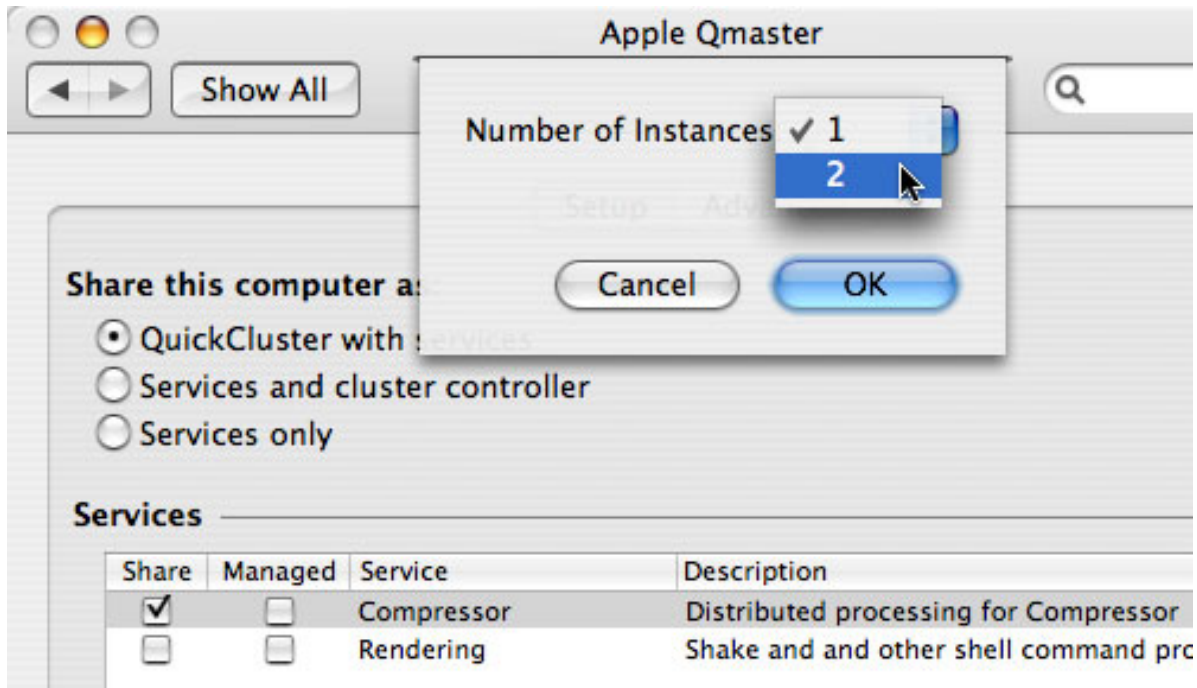 Apple Qmaster
Show All
Number of Instances
✓ 1
2
Setup Adv
Cancel OK
Share this computer as:
QuickCluster with services
Services and cluster controller
Services only
Services
Share Managed Service Description
Compressor Distributed processing for Compressor
Rendering Shake and and other shell command pro